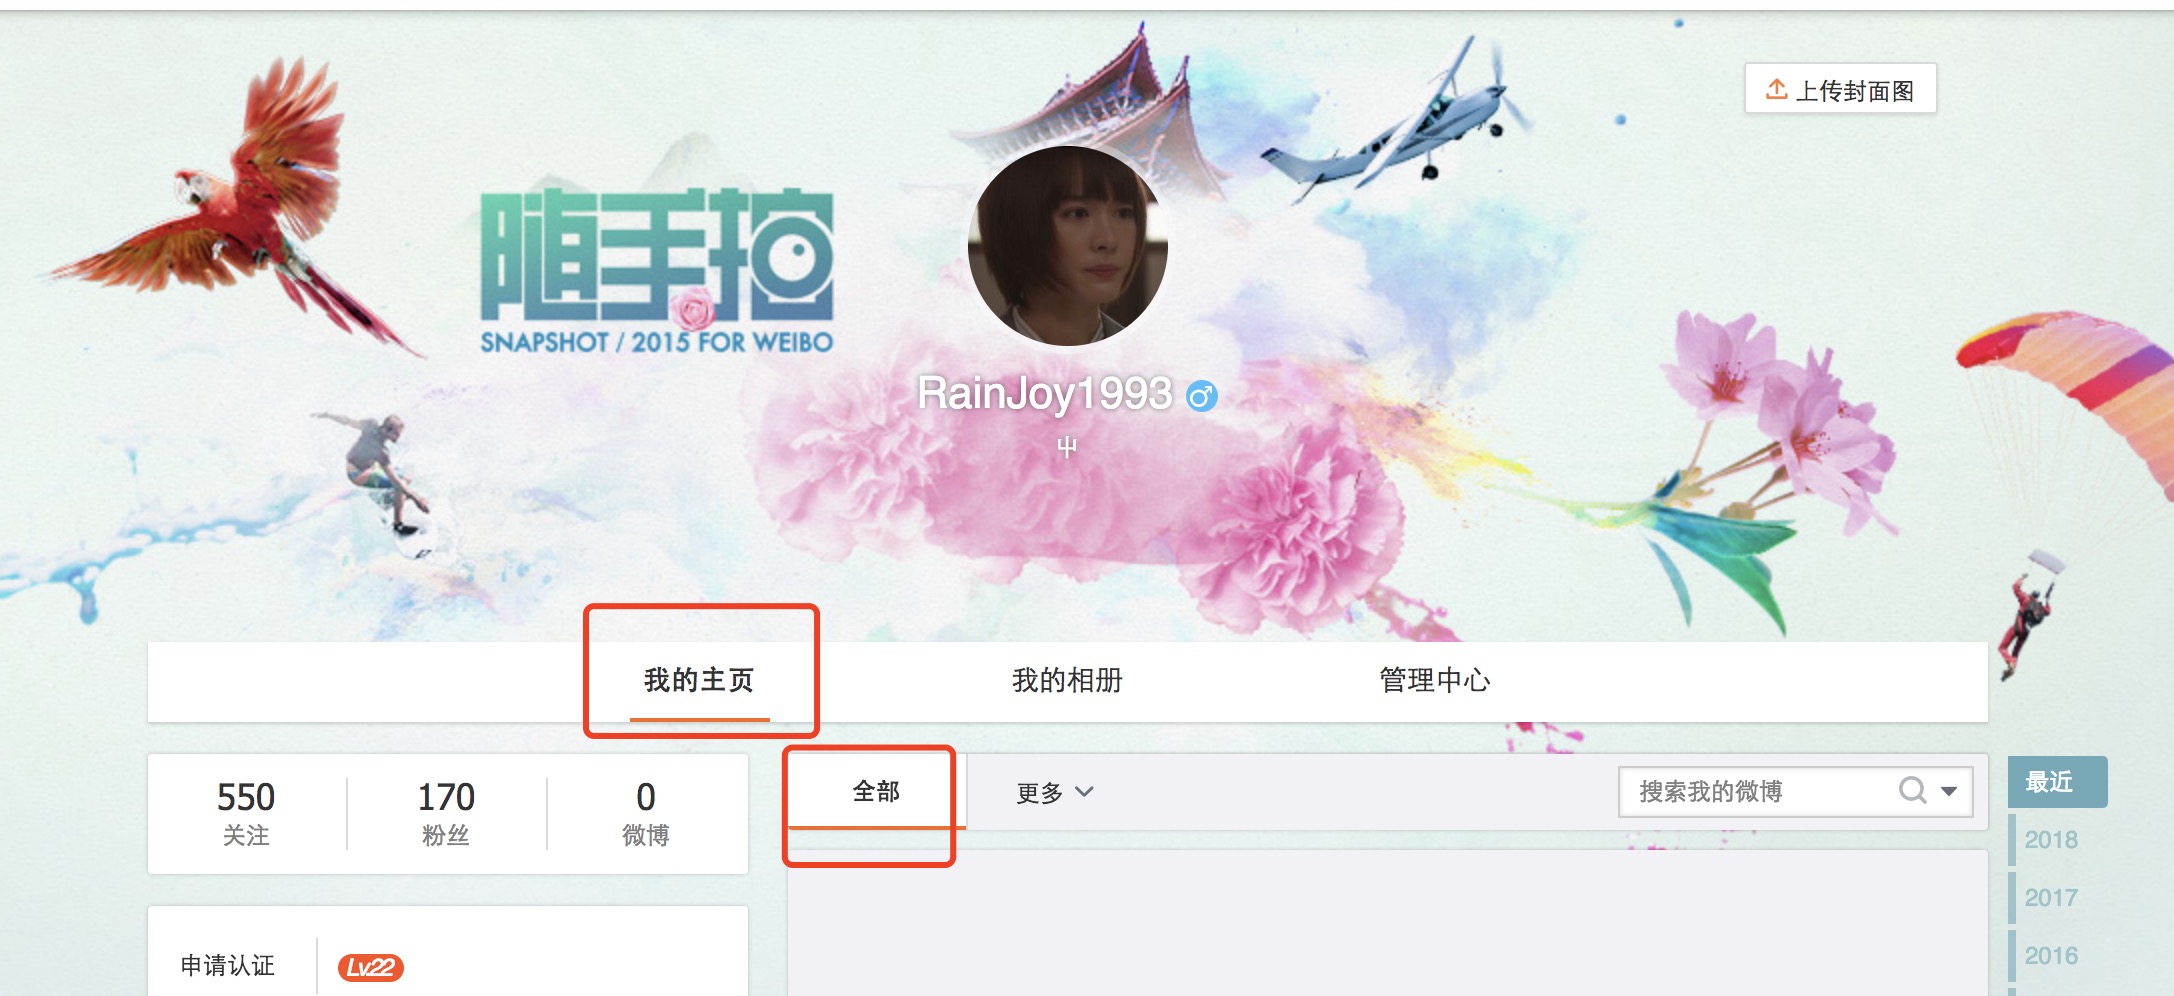 上传封面图
随手拍
SNAPSHOT / 2015 FOR WEIBO
RainJoy1993
我的主页
我的相册
管理中心
550
关注
170
粉丝
0
微博
全部
更多
搜索我的微博
最近
2018
2017
2016
申请认证
Lv22